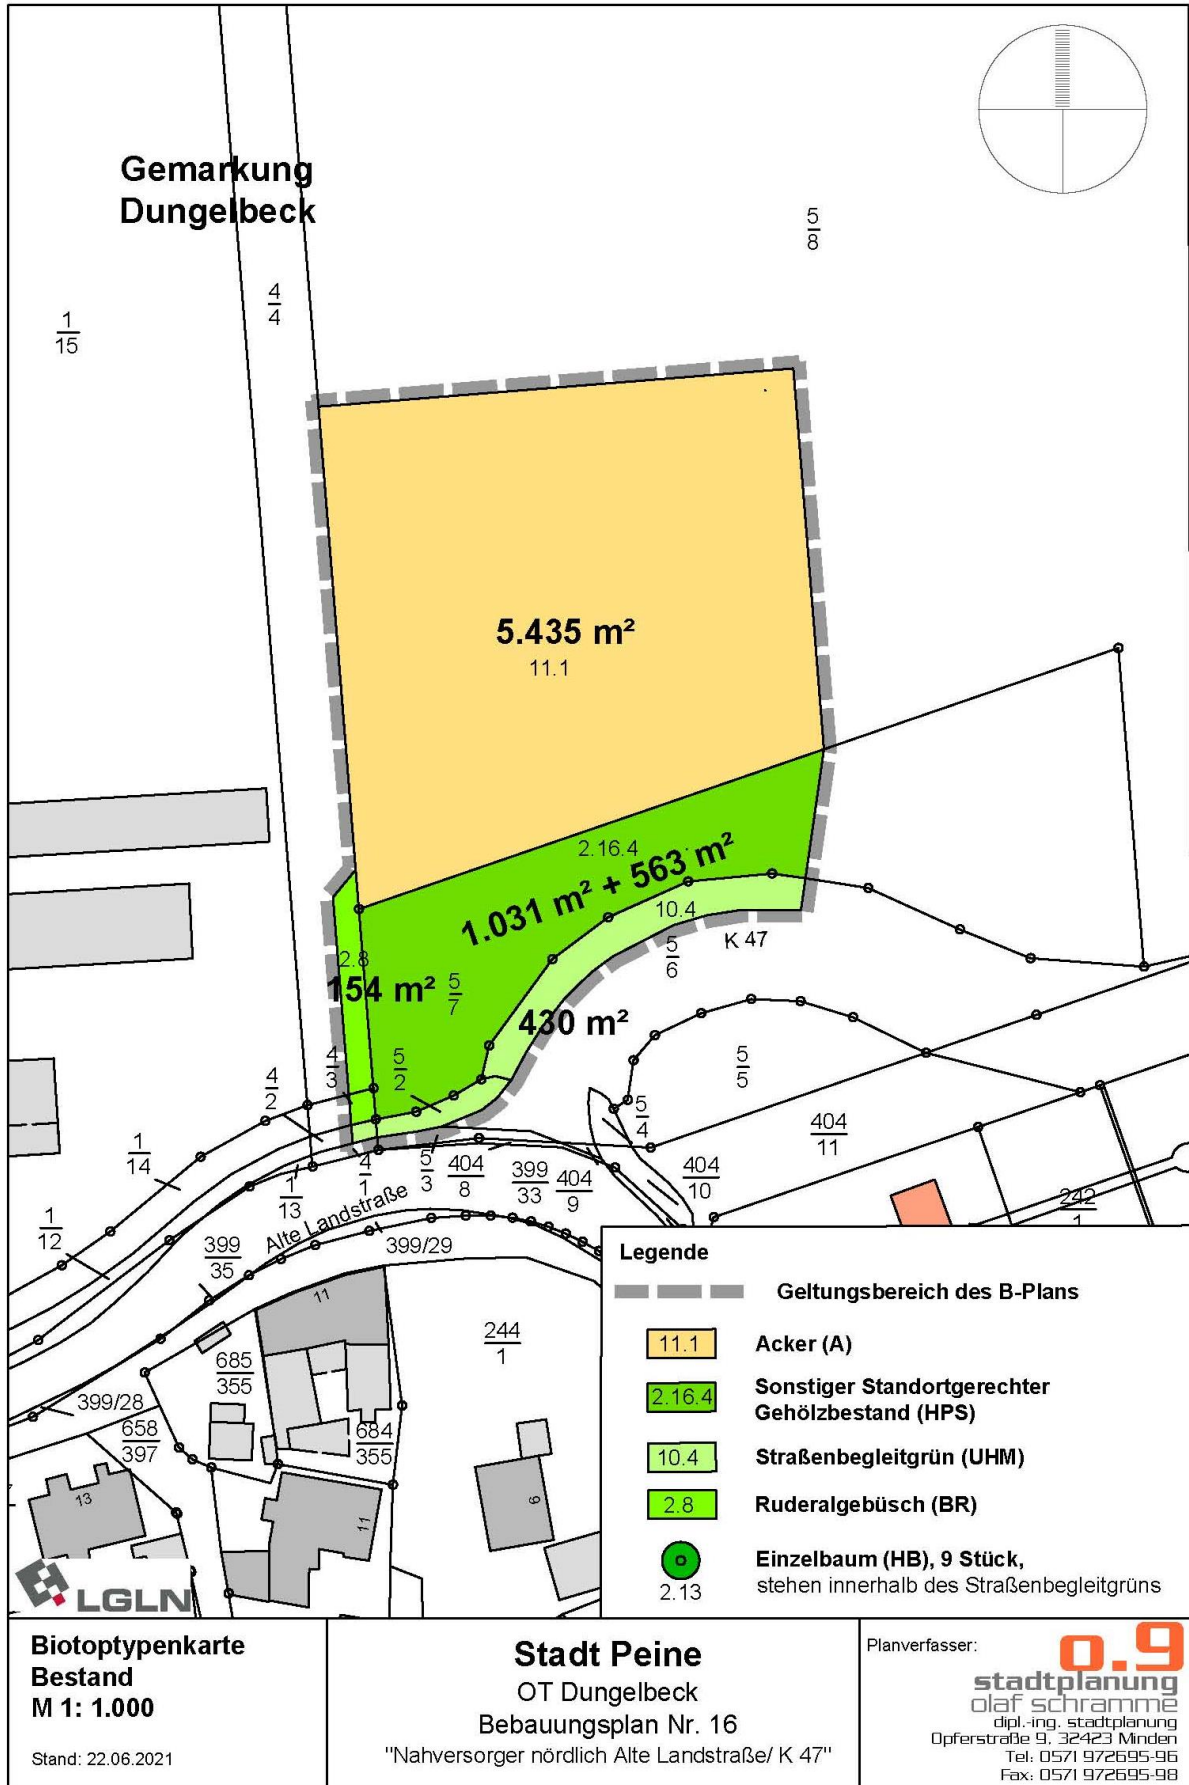 Gemarkung
Dungelbeck
5
8
4
4
1
15
5.435 m²
11.1
2.16.4
1.031 m² + 563 m²
10.4
K 47
5
6
2.8
154 m²
5
7
430 m²
4
3
5
2
4
2
5
5
5
4
404
11
1
14
1
13
4
1
5
3
404
8
399
33
404
9
404
10
242
1
1
12
Alte Landstraße
399
35
399/29
11
244
1
685
355
399/28
658
397
684
355
13
11
9
Legende
Geltungsbereich des B-Plans
11.1 Acker (A)
2.16.4 Sonstiger Standortgerechter
Gehölzbestand (HPS)
10.4 Straßenbegleitgrün (UHM)
2.8 Ruderalgebüsch (BR)
Einzelbaum (HB), 9 Stück,
2.13 stehen innerhalb des Straßenbegleitgrüns
LGLN
Biotoptypenkarte
Bestand
M 1: 1.000
Stand: 22.06.2021
Stadt Peine
OT Dungelbeck
Bebauungsplan Nr. 16
"Nahversorger nördlich Alte Landstraße/ K 47"
Planverfasser:
o.9
stadtplanung
olaf schramme
dipl.-ing. stadtplanung
Opferstraße 9, 32423 Minden
Tel: 0571 972695-96
Fax: 0571 972695-98